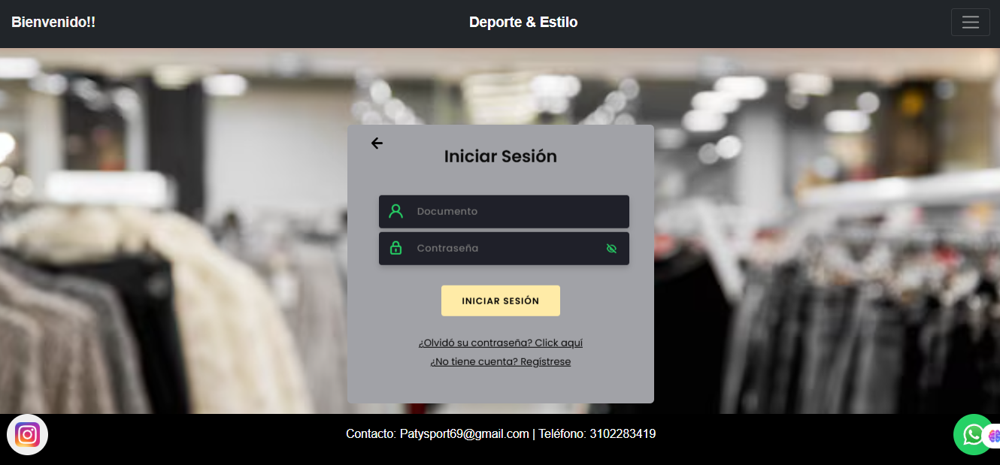 Bienvenido!!
Deporte & Estilo
Iniciar Sesión
Documento
Contraseña
INICIAR SESIÓN
¿Olvidó su contraseña? Click aquí
¿No tiene cuenta? Regístrese
Contacto: Patysport69@gmail.com | Teléfono: 3102283419